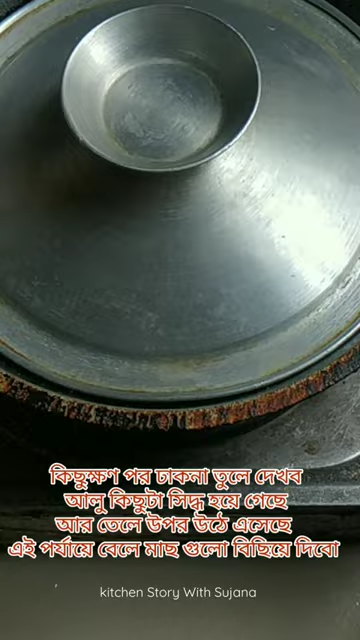 কিছুক্ষণ পর ঢাকনা তুলে দেখব
আলু কিছুটা সিদ্ধ হয়ে গেছে
আর তেলে উপর উঠে এসেছে
এই পর্যায়ে বেলে মাছ গুলো বিছিয়ে দিবো
kitchen Story With Sujana